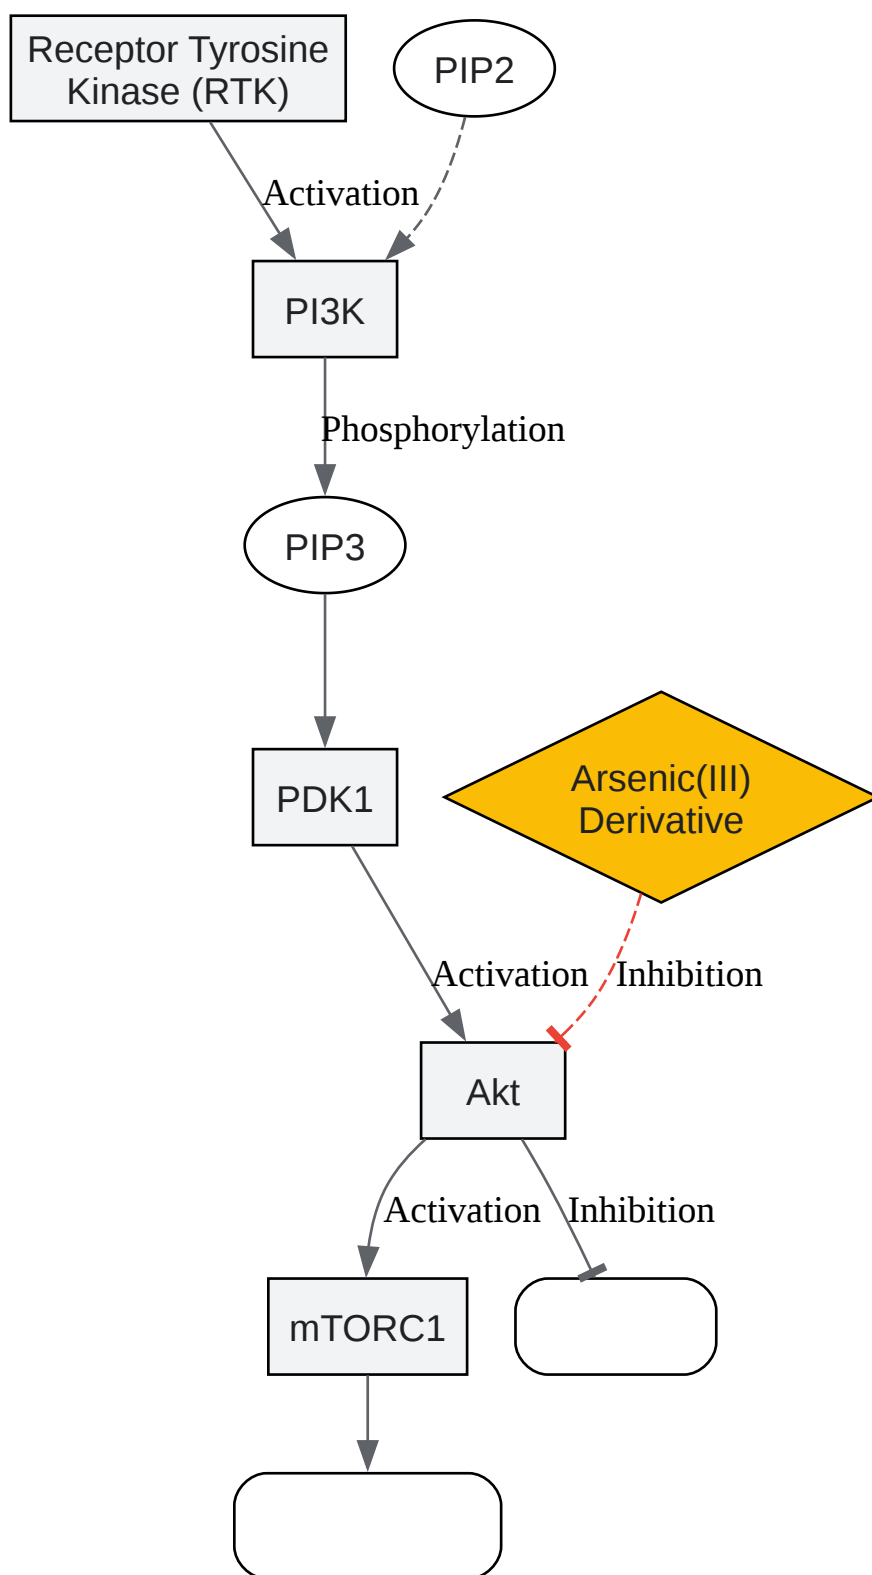 Receptor Tyrosine
Kinase (RTK)
PIP2
Activation
PI3K
Phosphorylation
PIP3
PDK1
Arsenic(III)
Derivative
Activation
Inhibition
Akt
Activation
Inhibition
mTORC1